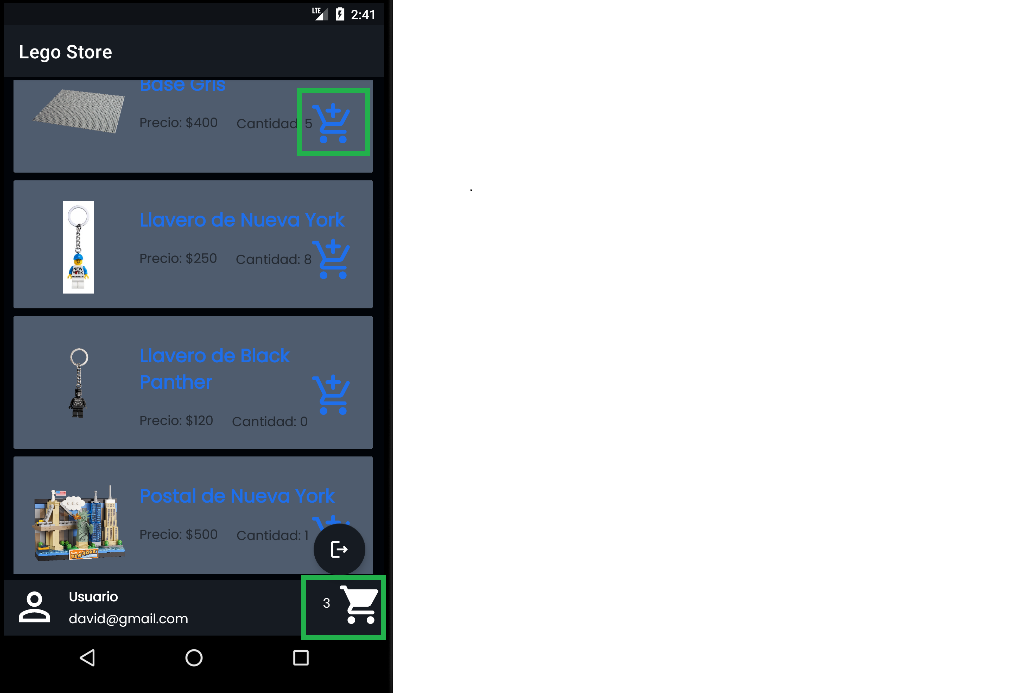 LTE 2:41
Lego Store
Base Gris
Precio: $400 Cantidad: 5
Llavero de Nueva York
Precio: $250 Cantidad: 8
Llavero de Black
Panther
Precio: $120 Cantidad: 0
Postal de Nueva York
Precio: $500 Cantidad: 1
Usuario
david@gmail.com
3